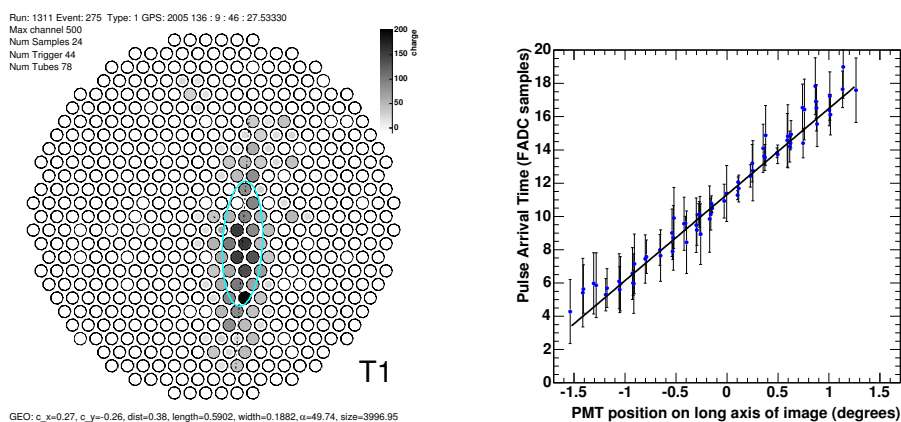 Run: 1311 Event: 275 Type: 1 GPS: 2005 136 : 9 : 46 : 27.53330
Max channel 500
Num Samples 24
Num Trigger 44
Num Tubes 78
200
150
100
50
0
charge
T1
GEO: c_x=0.27, c_y=-0.26, dist=0.38, length=0.5902, width=0.1882, α=49.74, size=3996.95
Pulse Arrival Time (FADC samples)
20
18
16
14
12
10
8
6
4
2
0
-1.5 -1 -0.5 0 0.5 1 1.5
PMT position on long axis of image (degrees)